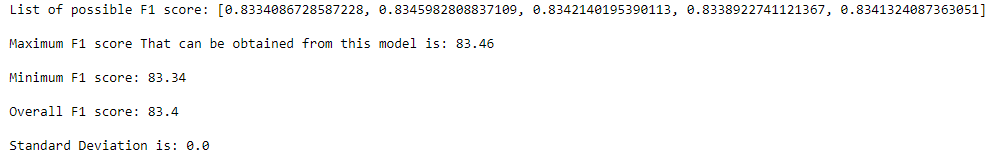 List of possible F1 score: [0.8334086728587228, 0.8345982808837109, 0.8342140195390113, 0.8338922741121367, 0.8341324087363051]
Maximum F1 score That can be obtained from this model is: 83.46
Minimum F1 score: 83.34
Overall F1 score: 83.4
Standard Deviation is: 0.0